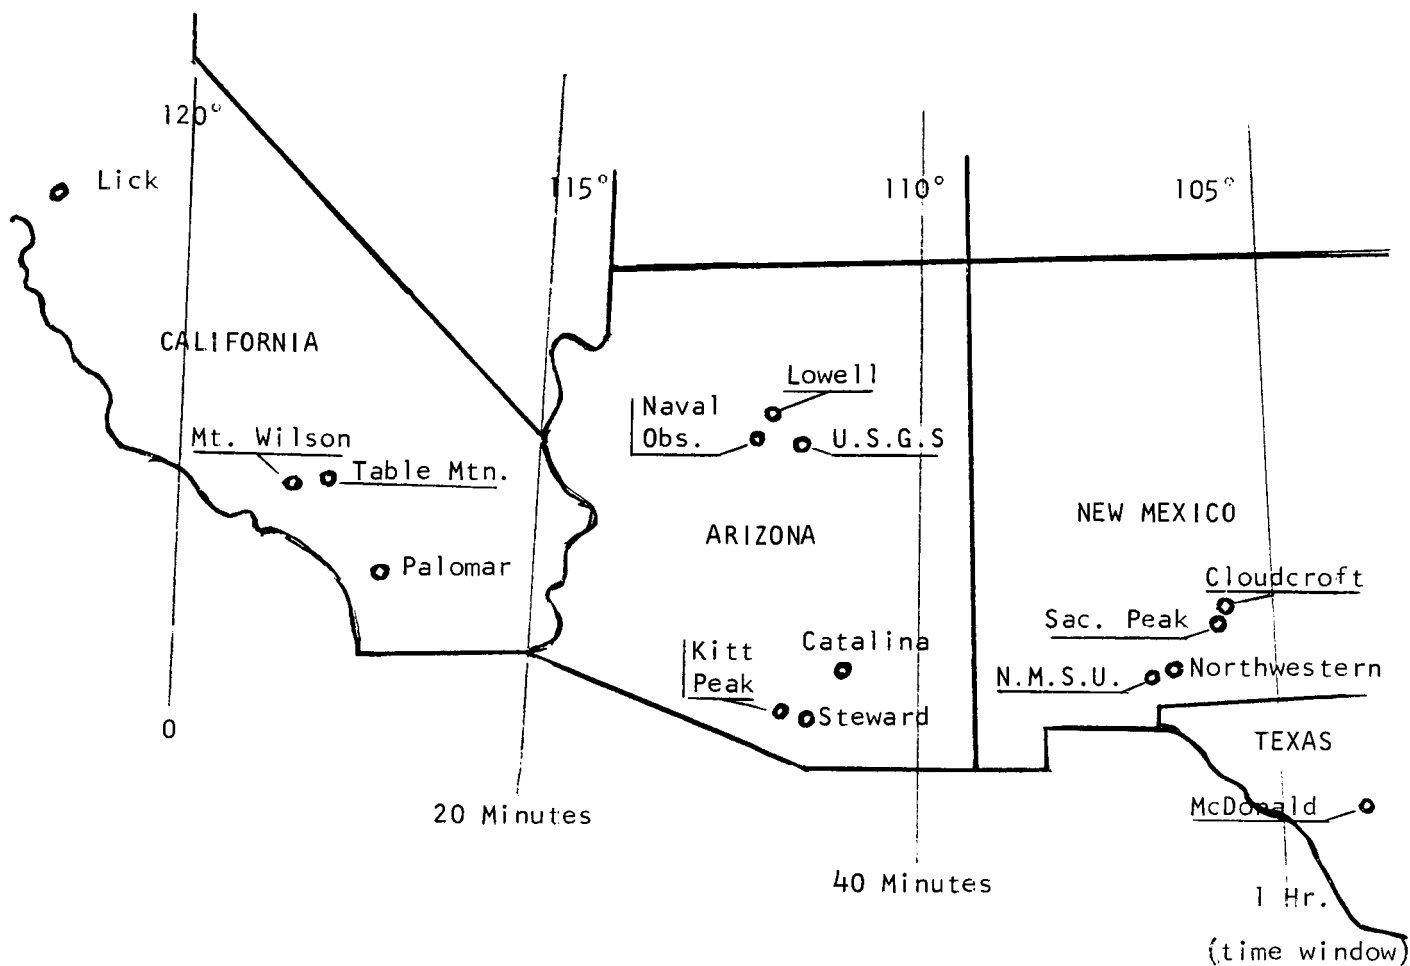 120°
Lick
115°
110°
105°
CALIFORNIA
Lowell
Naval
Obs.
U.S.G.S
Mt. Wilson
Table Mtn.
NEW MEXICO
ARIZONA
Palomar
Cloudcroft
Sac. Peak
Catalina
Kitt
Peak
N.M.S.U.
Northwestern
Steward
0
TEXAS
McDonald
20 Minutes
40 Minutes
1 Hr.
(time window)